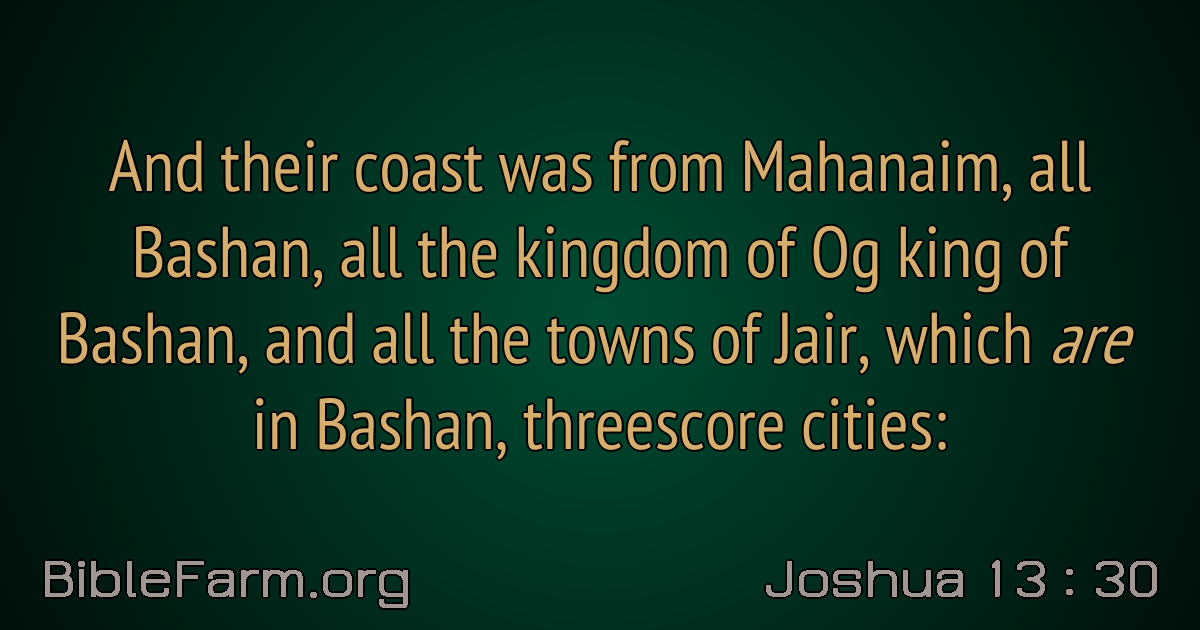 And their coast was from Mahanaim, all
Bashan, all the kingdom of Og king of
Bashan, and all the towns of Jair, which are
in Bashan, threescore cities:
BibleFarm.org
Joshua 13 : 30